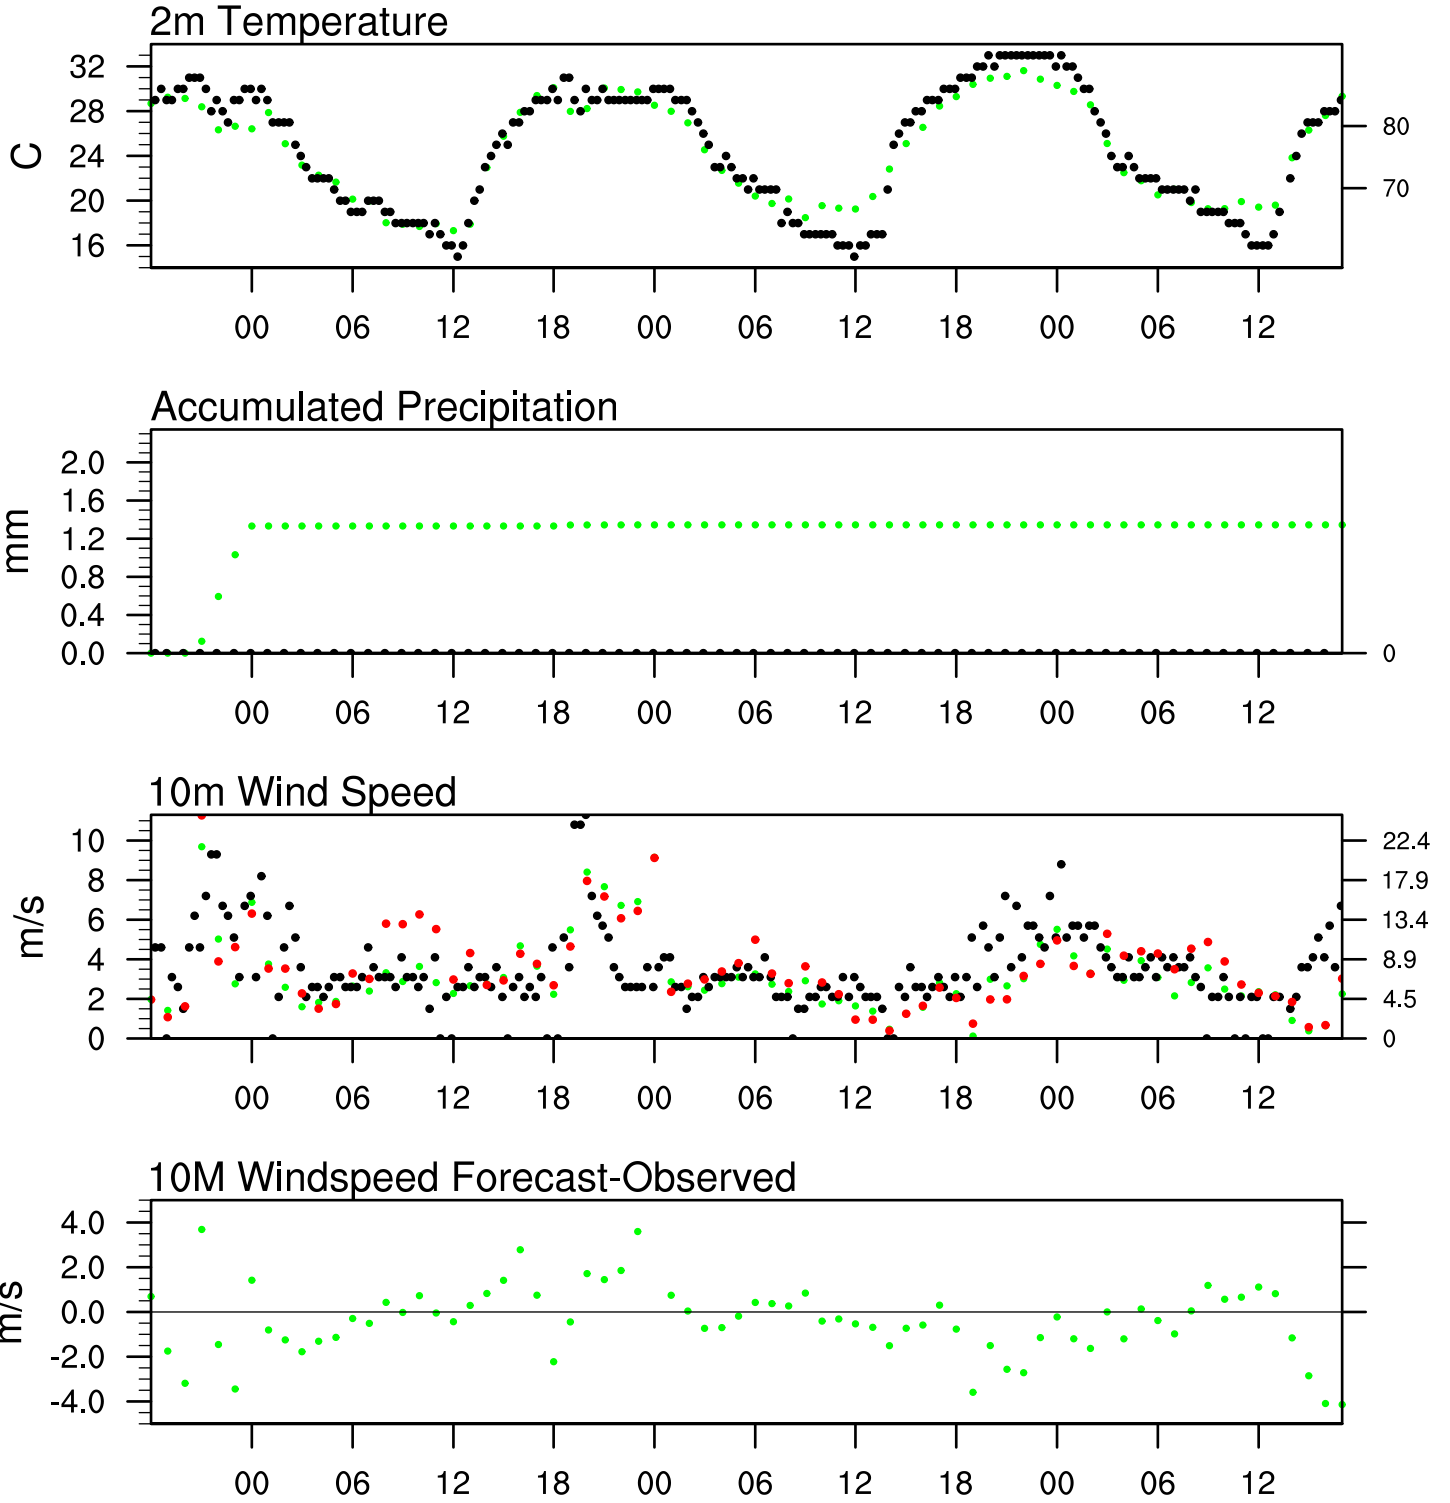 2m Temperature
C
32
28
24
20
16
80
70
00 06 12 18 00 06 12 18 00 06 12
Accumulated Precipitation
mm
2.0
1.6
1.2
0.8
0.4
0.0
0
00 06 12 18 00 06 12 18 00 06 12
10m Wind Speed
m/s
10
8
6
4
2
0
22.4
17.9
13.4
8.9
4.5
0
00 06 12 18 00 06 12 18 00 06 12
10M Windspeed Forecast-Observed
m/s
4.0
2.0
0.0
-2.0
-4.0
00 06 12 18 00 06 12 18 00 06 12